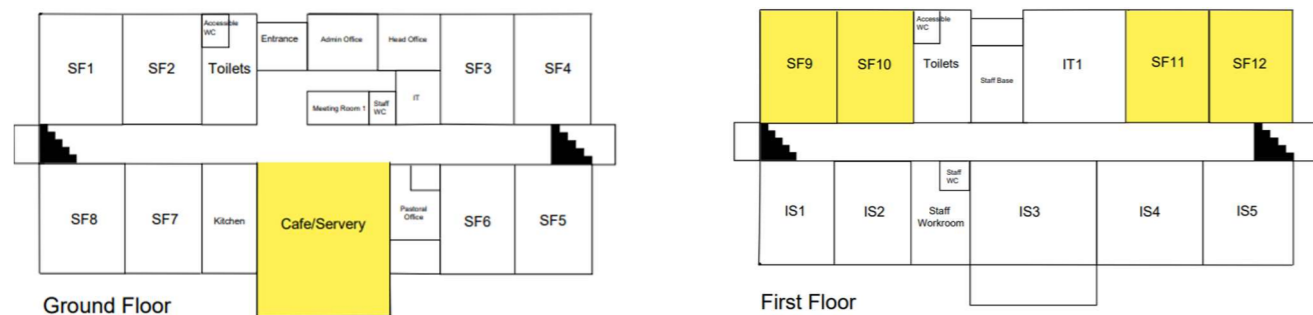 Accessible
WC
Entrance
Admin Office
Head Office
SF1
SF2
Toilets
SF3
SF4
IT
Meeting Room 1
Staff
WC
SF8
SF7
Kitchen
Cafe/Servery
Pastoral
Office
SF6
SF5
Ground Floor
Accessible
WC
SF9
SF10
Toilets
Staff Base
IT1
SF11
SF12
Staff
WC
IS1
IS2
Staff
Workroom
IS3
IS4
IS5
First Floor